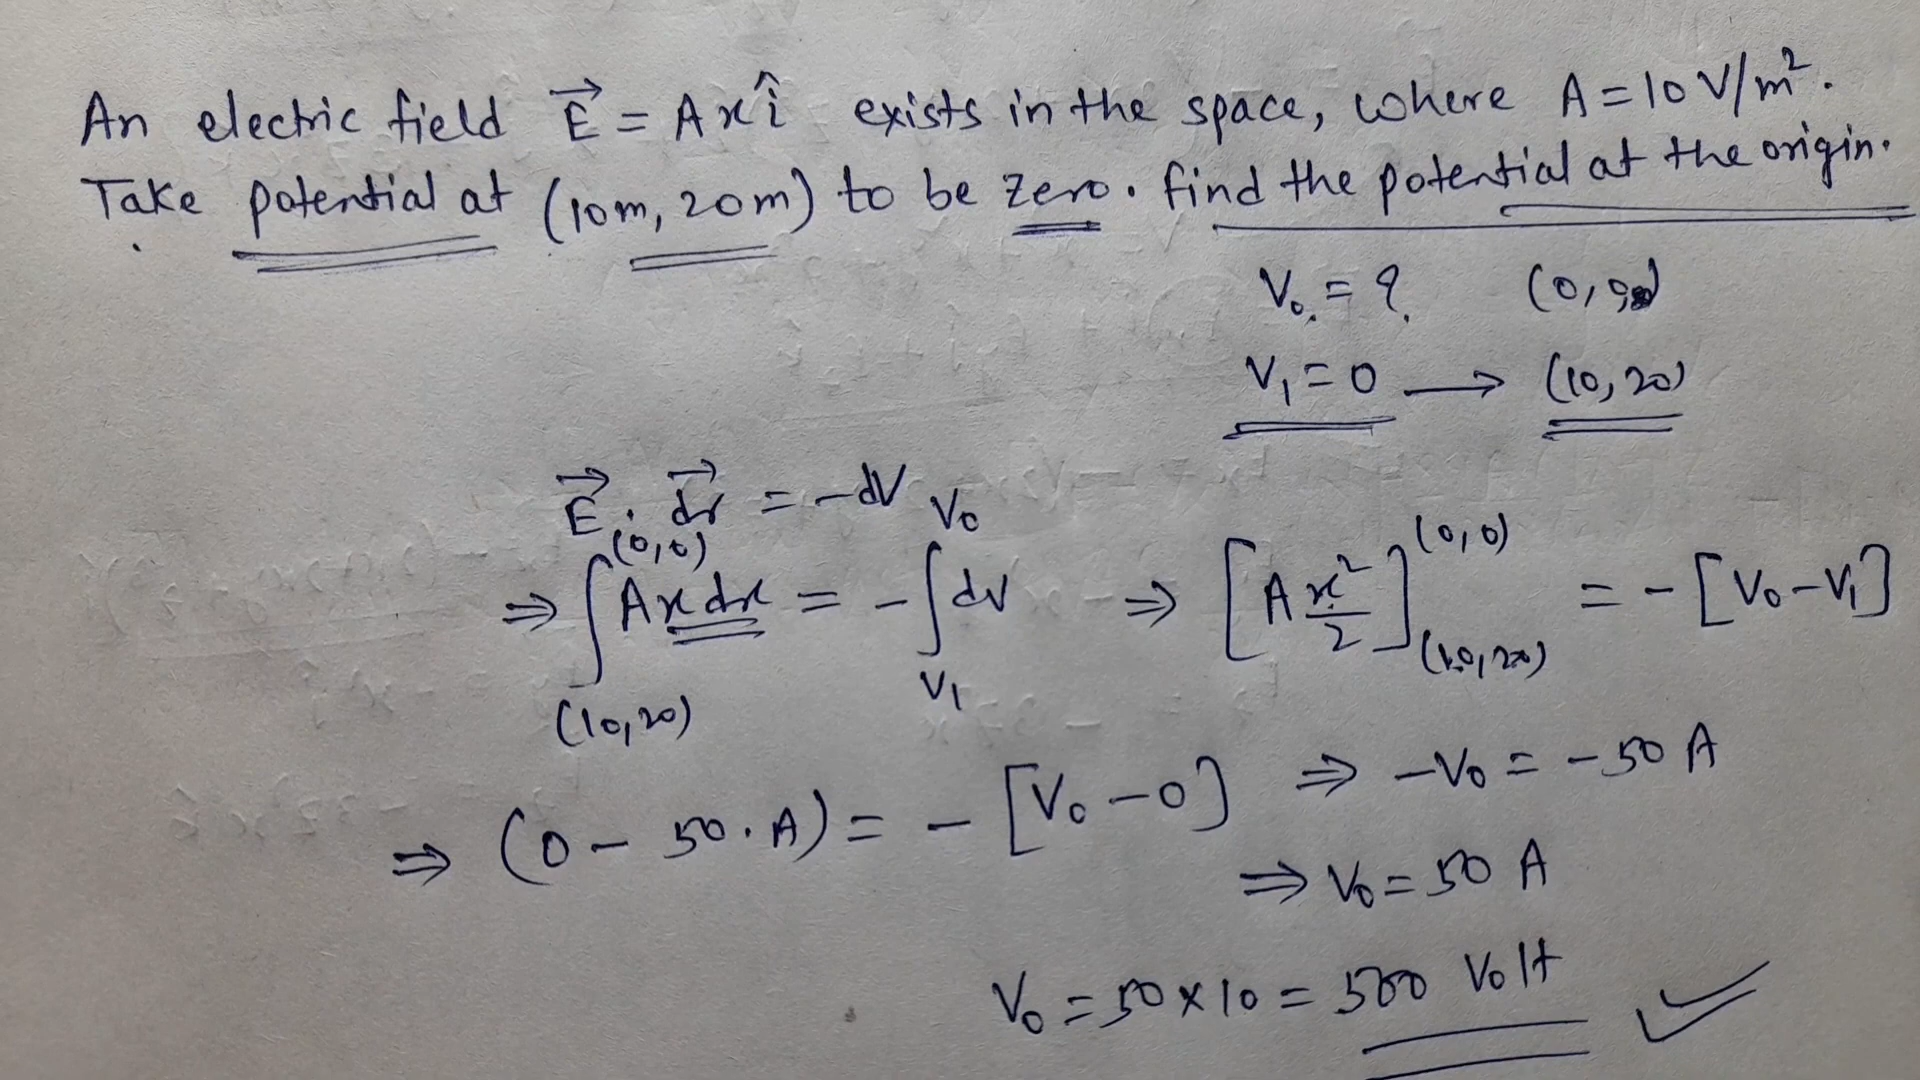 An electric field E⃗ = A x î exists in the space, where A = 10 V/m².
Take potential at (10m, 20m) to be zero. find the potential at the origin.
V₀ = ? (0,0)
V₁ = 0 → (10, 20)
E⃗ . dr⃗ = -dV
⇒ ∫_(10,20)^(0,0) A x dx = - ∫_V₁^V₀ dV ⇒ [A x²/2]_(10,20)^(0,0) = - [V₀ - V₁]
⇒ (0 - 50 . A) = - [V₀ - 0] ⇒ -V₀ = -50 A
⇒ V₀ = 50 A
V₀ = 50 × 10 = 500 Volt ✓